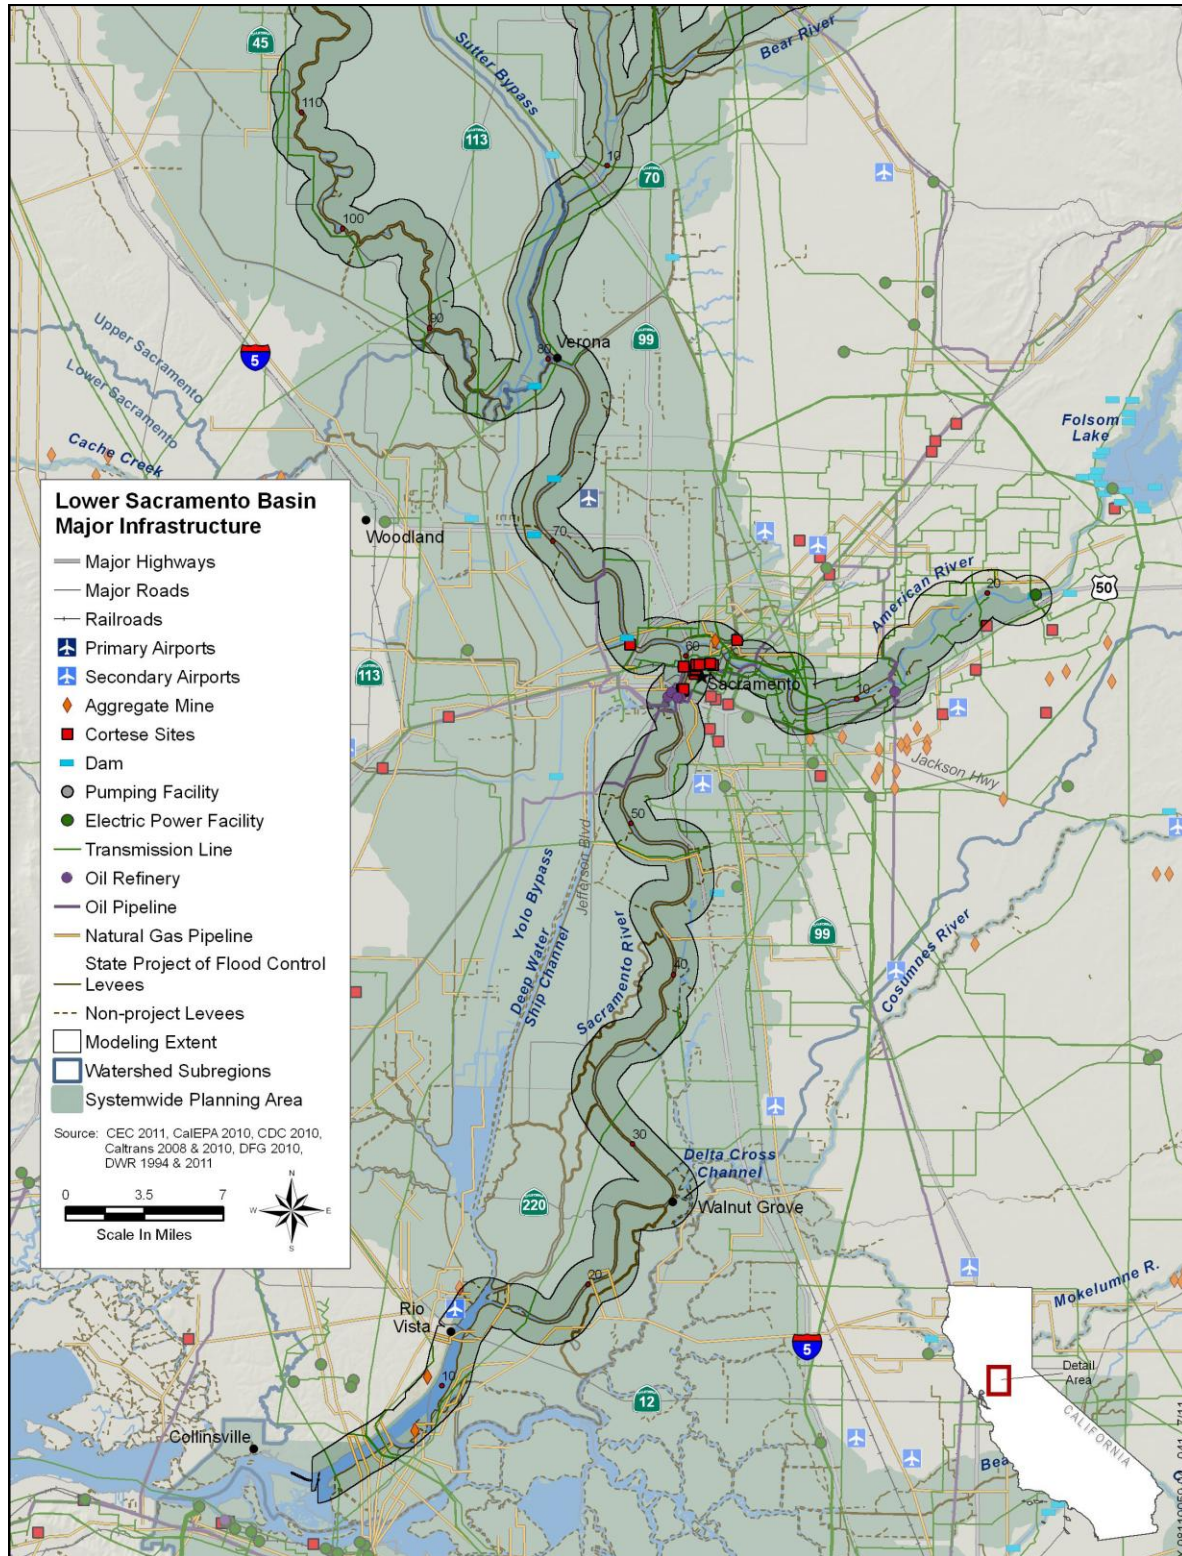 45
Sutter Bypass
Bear River
110
113
10
70
100
90
Upper Sacramento
Lower Sacramento
5
80
Verona
99
Cache Creek
Folsom
Lake
Lower Sacramento Basin
Major Infrastructure
Major Highways
Major Roads
Railroads
Primary Airports
Secondary Airports
Aggregate Mine
Cortese Sites
Dam
Pumping Facility
Electric Power Facility
Transmission Line
Oil Refinery
Oil Pipeline
Natural Gas Pipeline
State Project of Flood Control
Levees
Non-project Levees
Modeling Extent
Watershed Subregions
Systemwide Planning Area
Source: CEC 2011, CalEPA 2010, CDC 2010,
Caltrans 2008 & 2010, DFG 2010,
DWR 1994 & 2011
0 3.5 7
Scale In Miles
N
W E
S
Woodland
70
American River
20
50
60
Sacramento
113
10
Jackson Hwy
50
Jefferson Blvd
Yolo Bypass
Deep Water
Ship Channel
Sacramento River
99
Cosumnes River
40
30
Delta Cross
Channel
220
Walnut Grove
20
Mokelumne R.
Rio
Vista
5
10
12
Detail
Area
CALIFORNIA
Collinsville
Bea